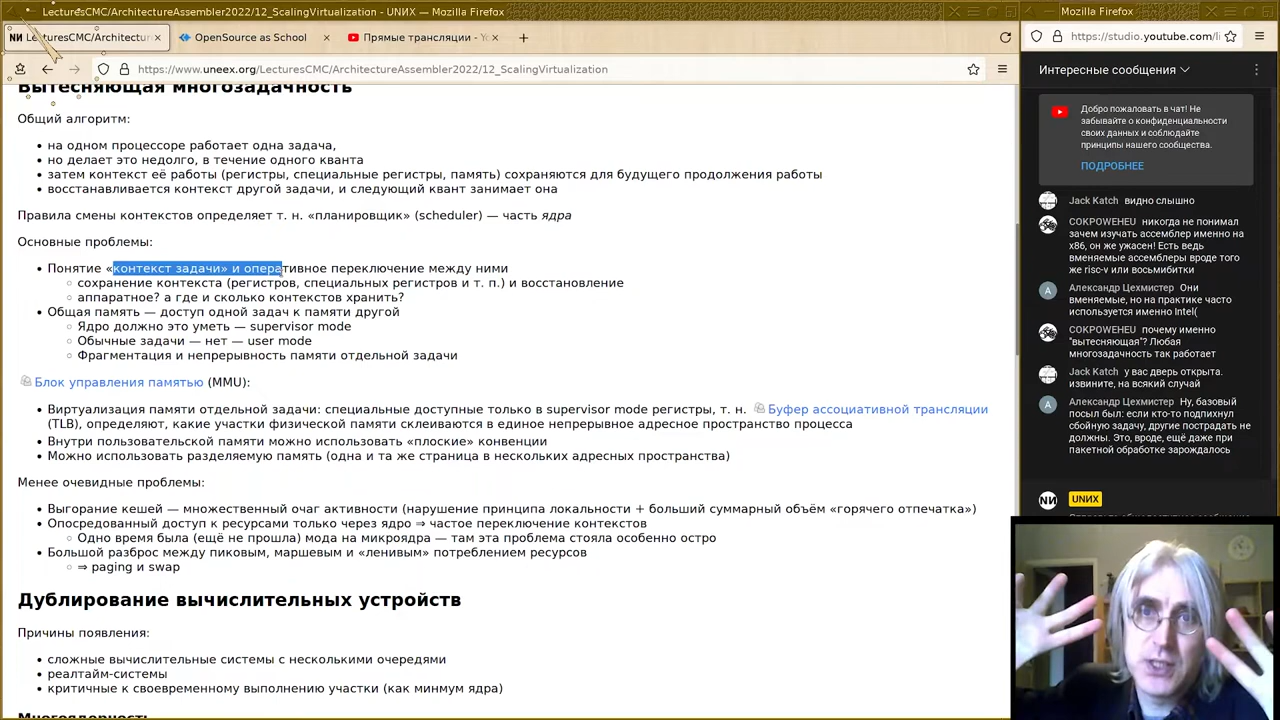 LecturesCMC/ArchitectureAssembler2022/12_ScalingVirtualization - UNИX — Mozilla Firefox
Mozilla Firefox
LecturesCMC/Architecture
OpenSource as School
Прямые трансляции - Yo
https://studio.youtube.com/li
https://www.uneex.org/LecturesCMC/ArchitectureAssembler2022/12_ScalingVirtualization
Вытесняющая многозадачность
Общий алгоритм:
на одном процессоре работает одна задача,
но делает это недолго, в течение одного кванта
затем контекст её работы (регистры, специальные регистры, память) сохраняются для будущего продолжения работы
восстанавливается контекст другой задачи, и следующий квант занимает она
Правила смены контекстов определяет т. н. «планировщик» (scheduler) — часть ядра
Основные проблемы:
Понятие «контекст задачи» и оперативное переключение между ними
сохранение контекста (регистров, специальных регистров и т. п.) и восстановление
аппаратное? а где и сколько контекстов хранить?
Общая память — доступ одной задач к памяти другой
Ядро должно это уметь — supervisor mode
Обычные задачи — нет — user mode
Фрагментация и непрерывность памяти отдельной задачи
Блок управления памятью (MMU):
Виртуализация памяти отдельной задачи: специальные доступные только в supervisor mode регистры, т. н. Буфер ассоциативной трансляции
(TLB), определяют, какие участки физической памяти склеиваются в единое непрерывное адресное пространство процесса
Внутри пользовательской памяти можно использовать «плоские» конвенции
Можно использовать разделяемую память (одна и та же страница в нескольких адресных пространства)
Менее очевидные проблемы:
Выгорание кешей — множественный очаг активности (нарушение принципа локальности + больший суммарный объём «горячего отпечатка»)
Опосредованный доступ к ресурсами только через ядро ⇒ частое переключение контекстов
Одно время была (ещё не прошла) мода на микроядра — там эта проблема стояла особенно остро
Большой разброс между пиковым, маршевым и «ленивым» потреблением ресурсов
⇒ paging и swap
Дублирование вычислительных устройств
Причины появления:
сложные вычислительные системы с несколькими очередями
реалтайм-системы
критичные к своевременному выполнению участки (как минмум ядра)
Многоядерность
Интересные сообщения
Добро пожаловать в чат! Не
забывайте о конфиденциальности
своих данных и соблюдайте
принципы нашего сообщества.
ПОДРОБНЕЕ
Jack Katch видно слышно
COKPOWEHEU никогда не понимал
зачем изучать ассемблер именно на
x86, он же ужасен! Есть ведь
вменяемые ассемблеры вроде того
же risc-v или восьмибитки
Александр Цехмистер Они
вменяемые, но на практике часто
используется именно Intel(
COKPOWEHEU почему именно
"вытесняющая"? Любая
многозадачность так работает
Jack Katch у вас дверь открыта.
извините, на всякий случай
Александр Цехмистер Ну, базовый
посыл был: если кто-то подпихнул
сбойную задачу, другие пострадать не
должны. Это, вроде, ещё даже при
пакетной обработке зарождалось
UNИX